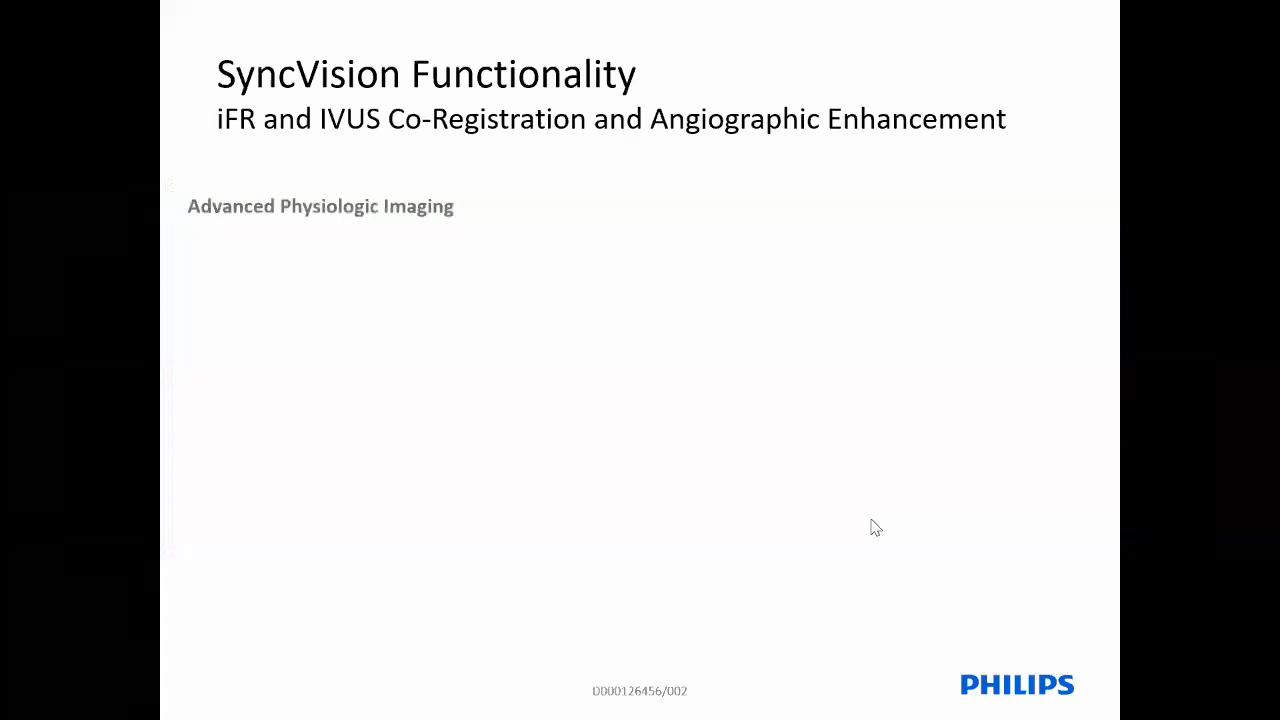 SyncVision Functionality
iFR and IVUS Co-Registration and Angiographic Enhancement
Advanced Physiologic Imaging
D000126456/002
PHILIPS